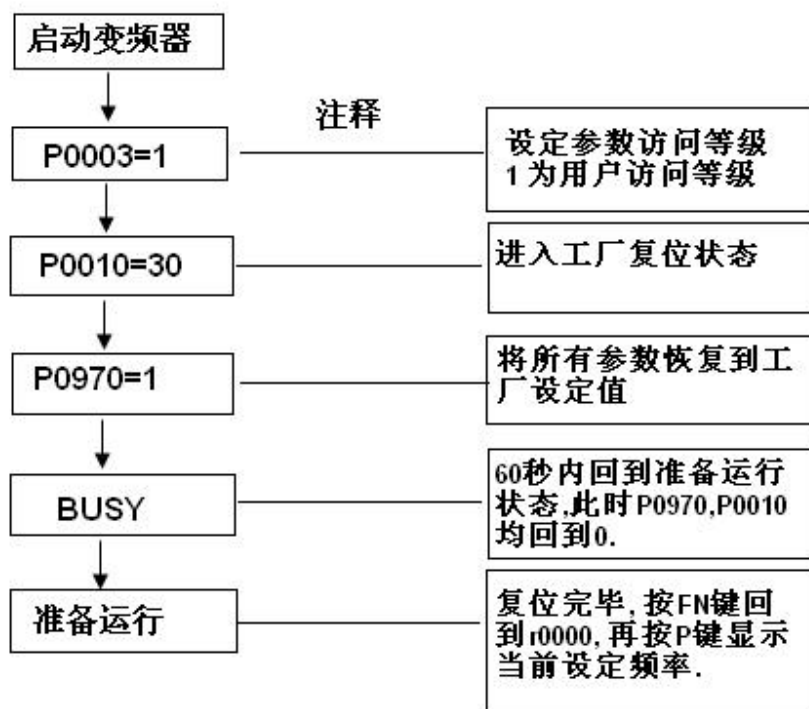 启动变频器
注释
P0003=1
设定参数访问等级
1 为用户访问等级
P0010=30
进入工厂复位状态
P0970=1
将所有参数恢复到工
厂设定值
BUSY
60秒内回到准备运行
状态,此时P0970,P0010
均回到0.
准备运行
复位完毕,按FN键回
到r0000,再按P键显示
当前设定频率.